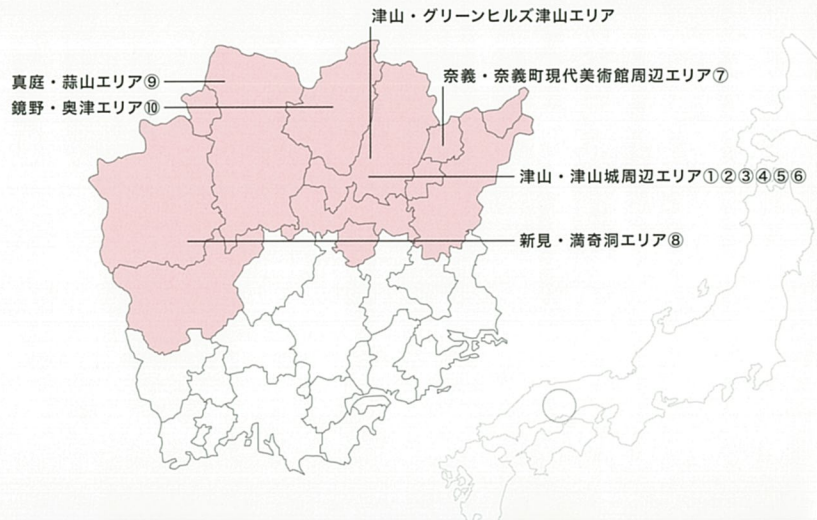 津山・グリーンヒルズ津山エリア
真庭・蒜山エリア⑨
奈義・奈義町現代美術館周辺エリア⑦
鏡野・奥津エリア⑩
津山・津山城周辺エリア①②③④⑤⑥
新見・満奇洞エリア⑧